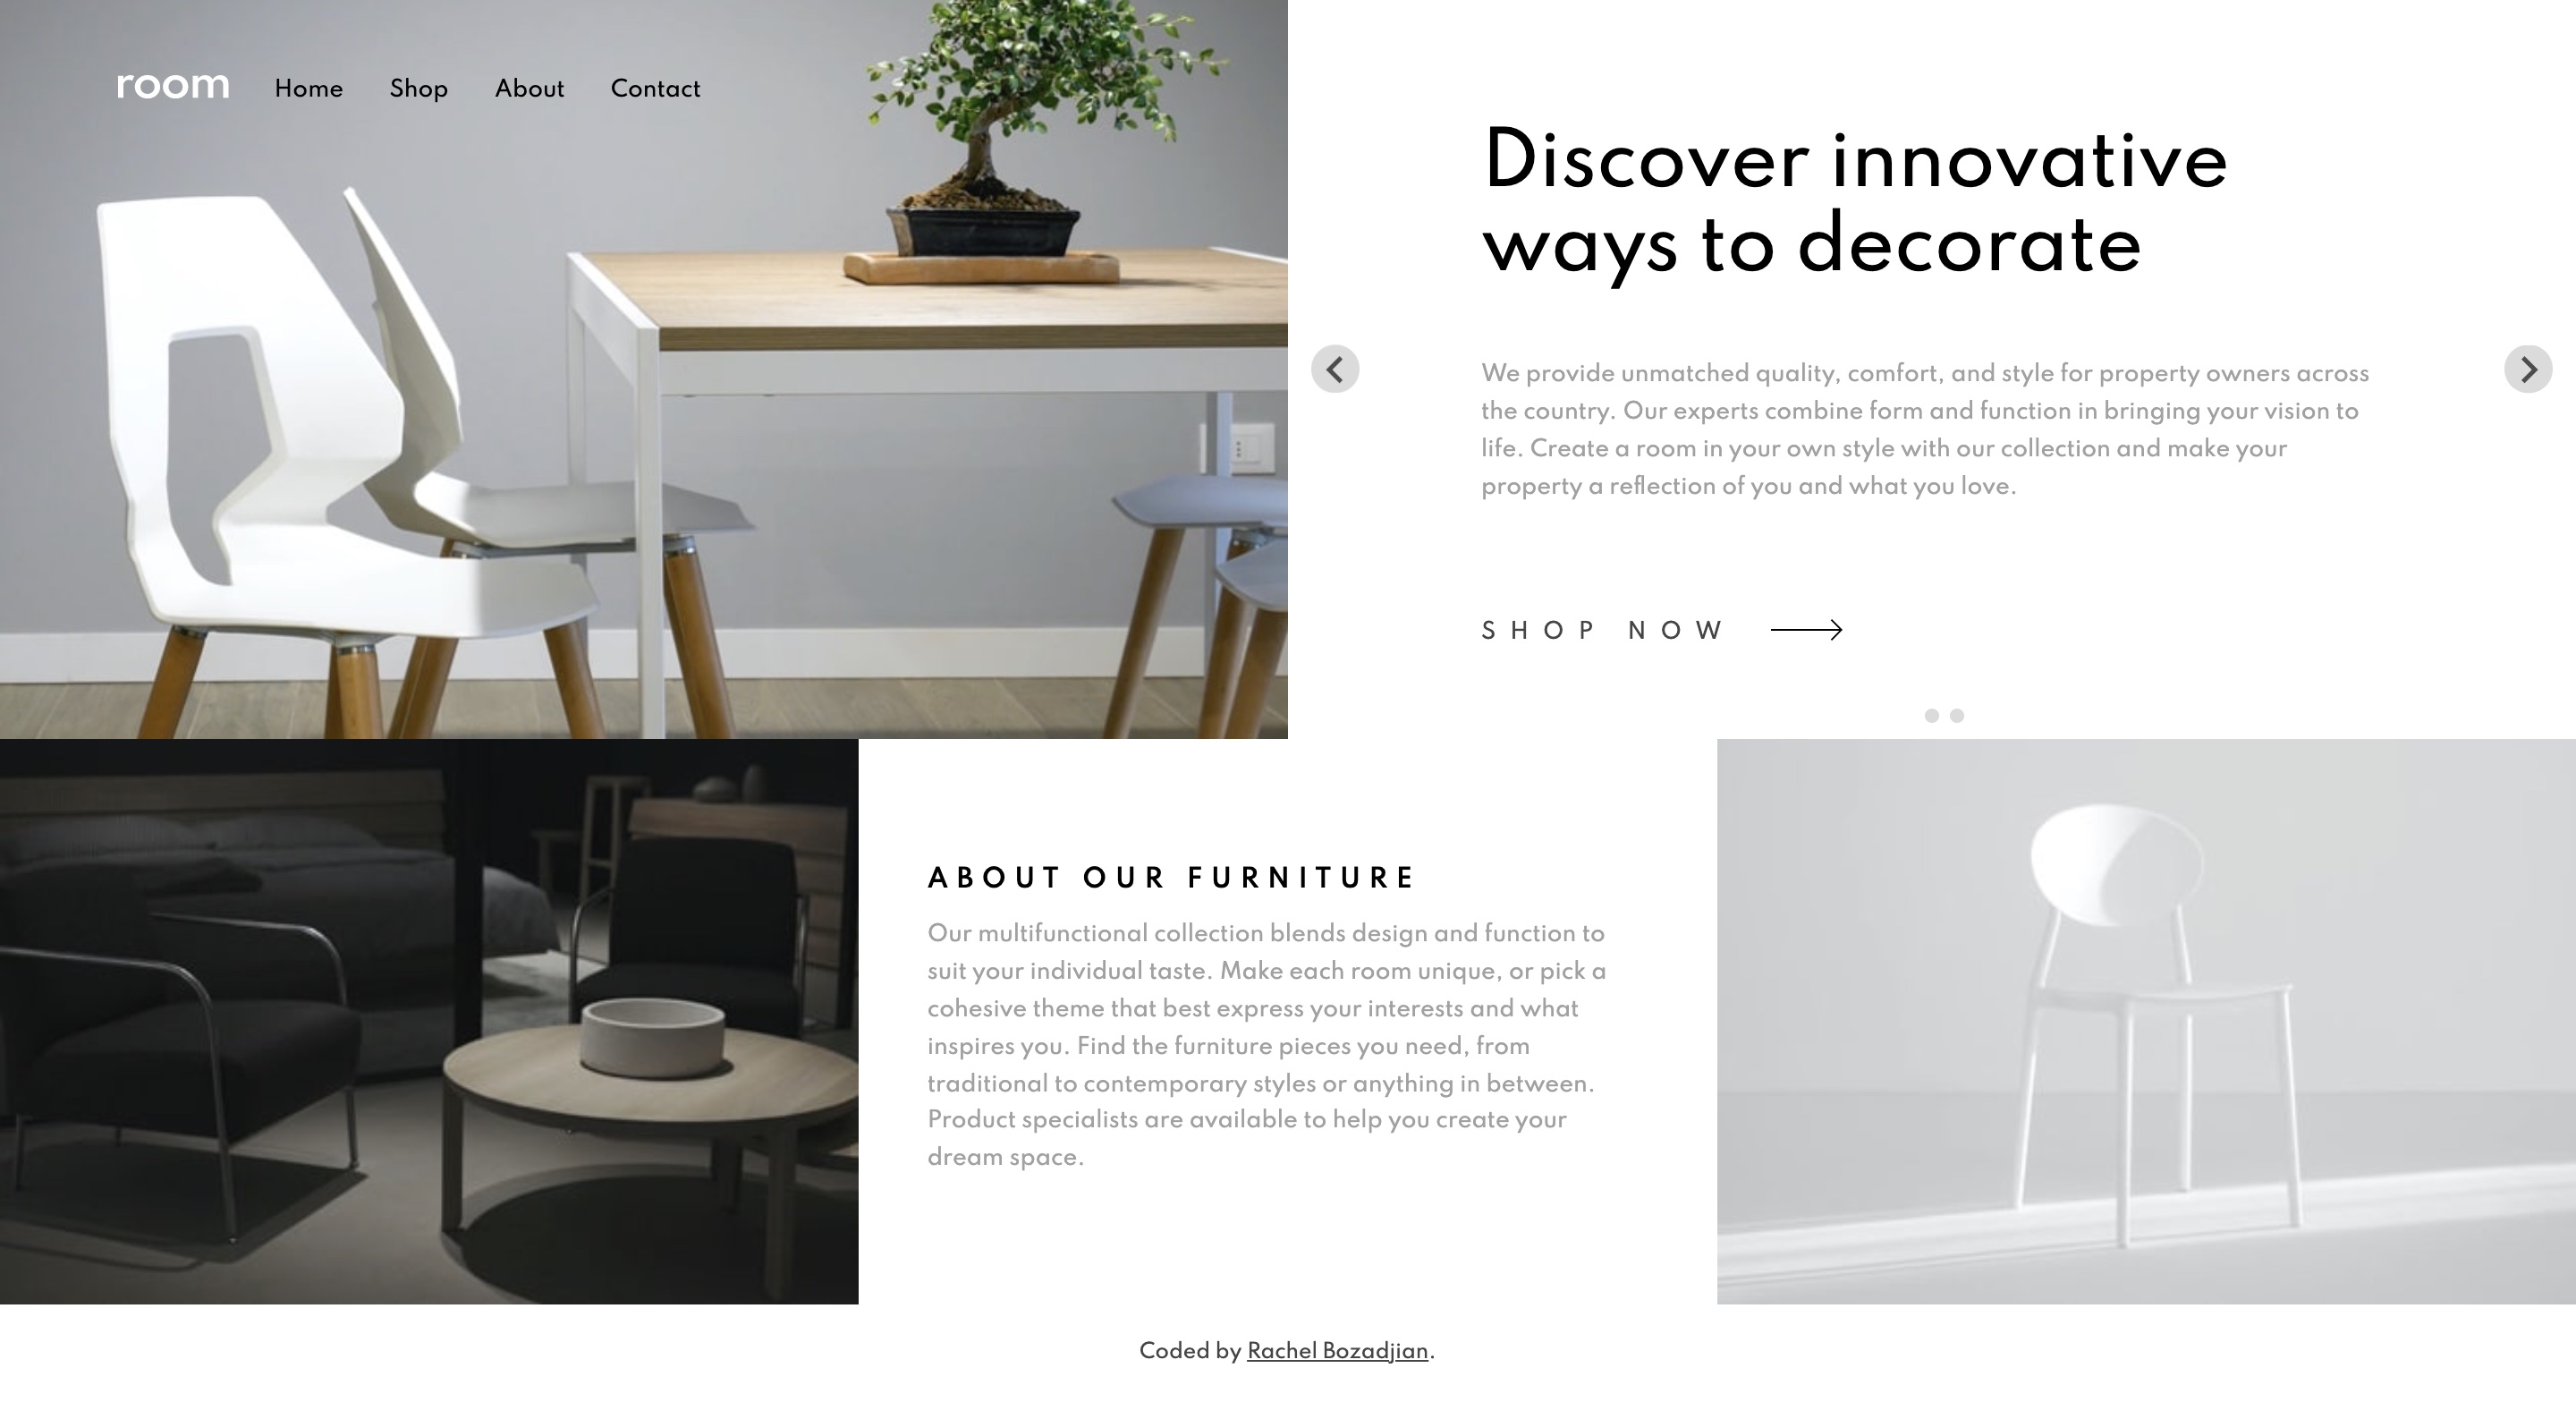 room
Home
Shop
About
Contact
Discover innovative
ways to decorate
We provide unmatched quality, comfort, and style for property owners across
the country. Our experts combine form and function in bringing your vision to
life. Create a room in your own style with our collection and make your
property a reflection of you and what you love.
SHOP NOW
ABOUT OUR FURNITURE
Our multifunctional collection blends design and function to
suit your individual taste. Make each room unique, or pick a
cohesive theme that best express your interests and what
inspires you. Find the furniture pieces you need, from
traditional to contemporary styles or anything in between.
Product specialists are available to help you create your
dream space.
Coded by Rachel Bozadjian.